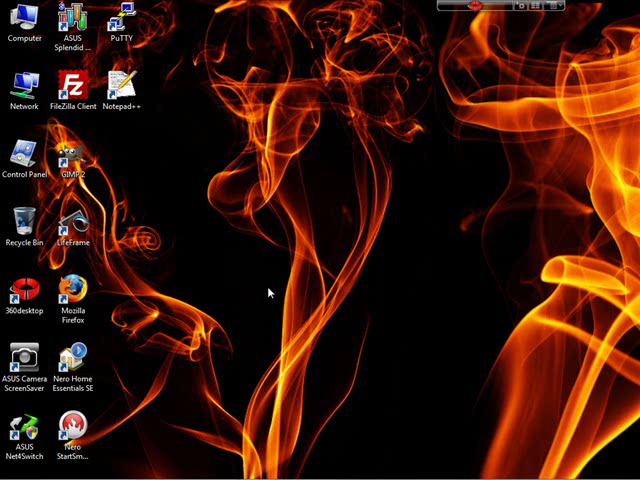 Computer
ASUS
Splendid ...
PuTTY
Network
FileZilla Client
Notepad++
Control Panel
GIMP 2
Recycle Bin
LifeFrame
360desktop
Mozilla
Firefox
ASUS Camera
ScreenSaver
Nero Home
Essentials SE
ASUS
Net4Switch
Nero
StartSm...